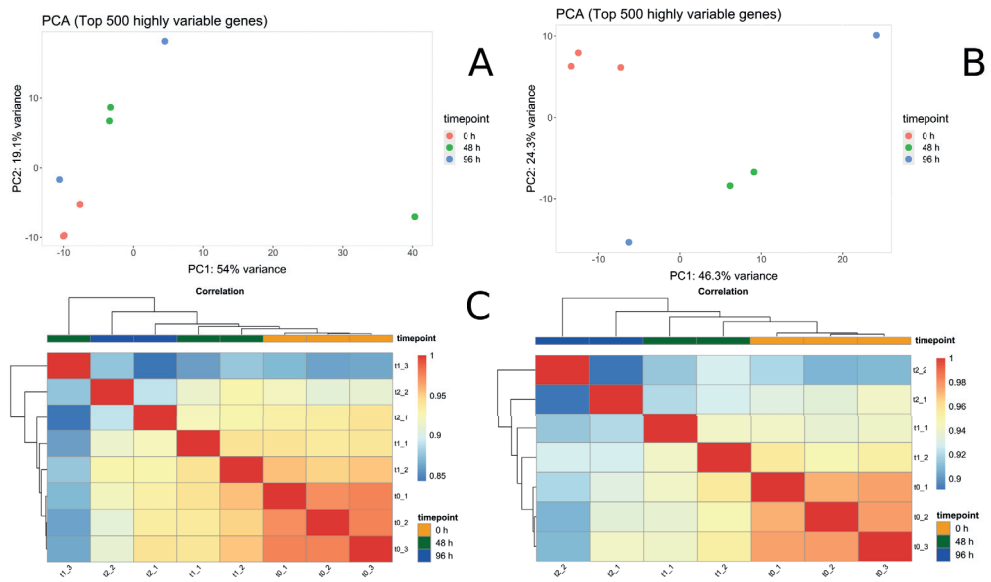 PCA (Top 500 highly variable genes)
A
10
0
-10
PC2: 19.1% variance
-10
0
10
20
30
40
PC1: 54% variance
timepoint
0 h
48 h
96 h
PCA (Top 500 highly variable genes)
B
10
0
-10
PC2: 24.3% variance
-10
0
10
20
PC1: 46.3% variance
timepoint
0 h
48 h
96 h
C
Correlation
timepoint
t1_3
t2_2
t2_1
t1_1
t1_2
t0_1
t0_2
t0_3
t1_3
t2_2
t2_1
t1_1
t1_2
t0_1
t0_2
t0_3
1
0.95
0.9
0.85
timepoint
0 h
48 h
96 h
Correlation
timepoint
t2_2
t2_1
t1_1
t1_2
t0_1
t0_2
t0_3
t2_2
t2_1
t1_1
t1_2
t0_1
t0_2
t0_3
1
0.98
0.96
0.94
0.92
0.9
timepoint
0 h
48 h
96 h